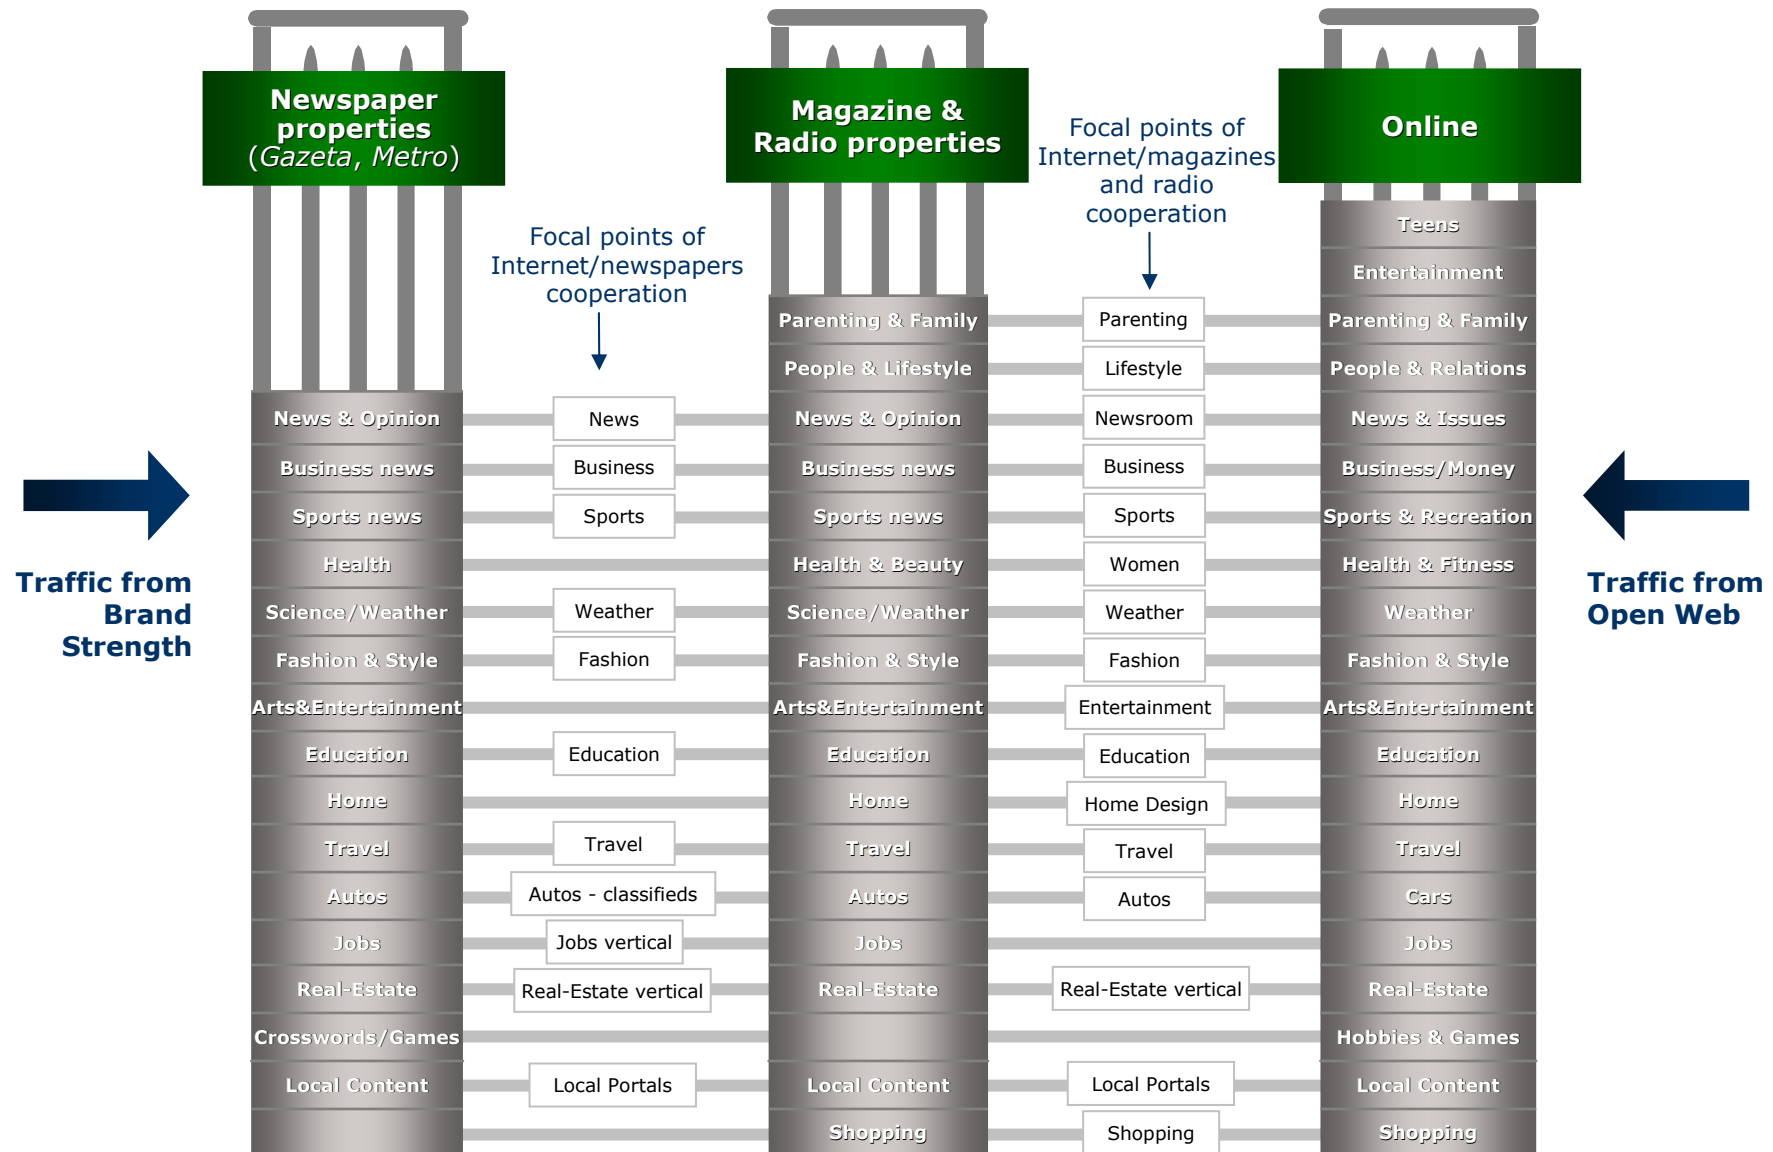 Newspaper
properties
(Gazeta, Metro)
Magazine &
Radio properties
Online
Focal points of
Internet/magazines
and radio
cooperation
Focal points of
Internet/newspapers
cooperation
Teens
Entertainment
Parenting & Family
Parenting
Parenting & Family
People & Lifestyle
Lifestyle
People & Relations
News & Opinion
News
News & Opinion
Newsroom
News & Issues
Business news
Business
Business news
Business
Business/Money
Sports news
Sports
Sports news
Sports
Sports & Recreation
Health
Health & Beauty
Women
Health & Fitness
Science/Weather
Weather
Science/Weather
Weather
Weather
Fashion & Style
Fashion
Fashion & Style
Fashion
Fashion & Style
Arts&Entertainment
Arts&Entertainment
Entertainment
Arts&Entertainment
Education
Education
Education
Education
Education
Home
Home
Home Design
Home
Travel
Travel
Travel
Travel
Travel
Autos
Autos - classifieds
Autos
Autos
Cars
Jobs
Jobs vertical
Jobs
Jobs
Real-Estate
Real-Estate vertical
Real-Estate
Real-Estate vertical
Real-Estate
Crosswords/Games
Hobbies & Games
Local Content
Local Portals
Local Content
Local Portals
Local Content
Shopping
Shopping
Shopping
Traffic from
Brand
Strength
Traffic from
Open Web